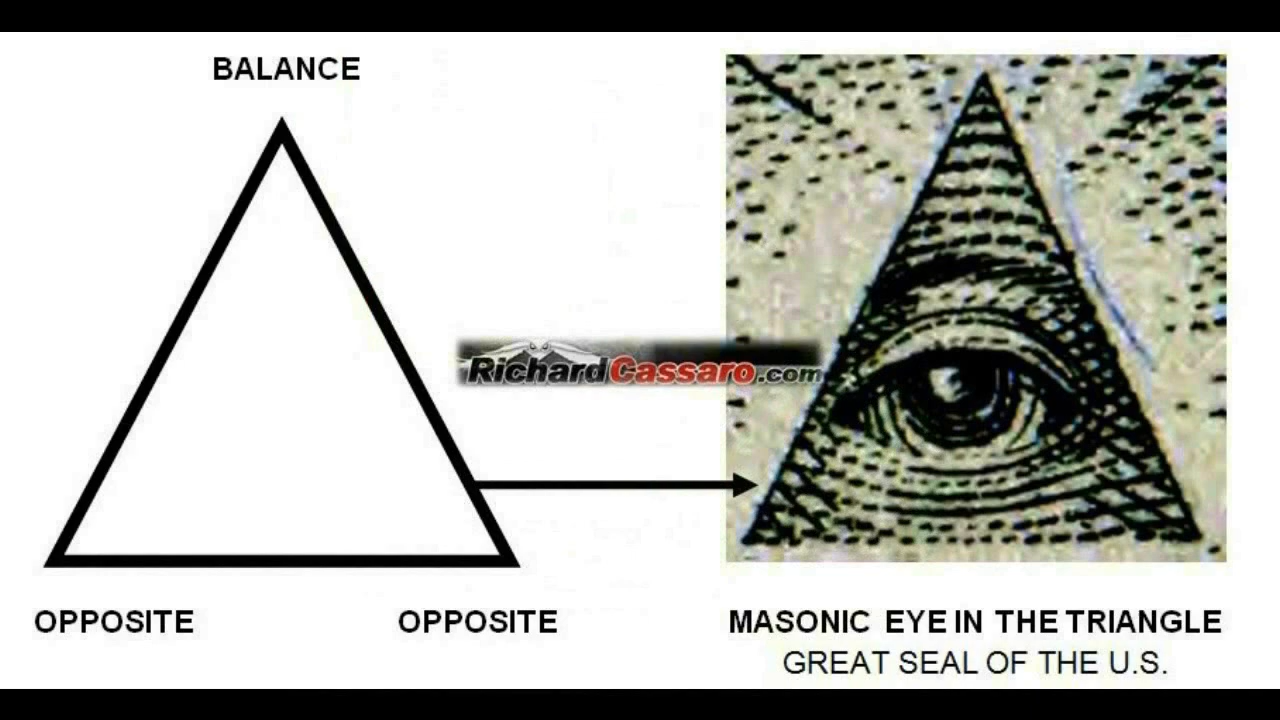 BALANCE
RichardCassaro.com
OPPOSITE
OPPOSITE
MASONIC EYE IN THE TRIANGLE
GREAT SEAL OF THE U.S.